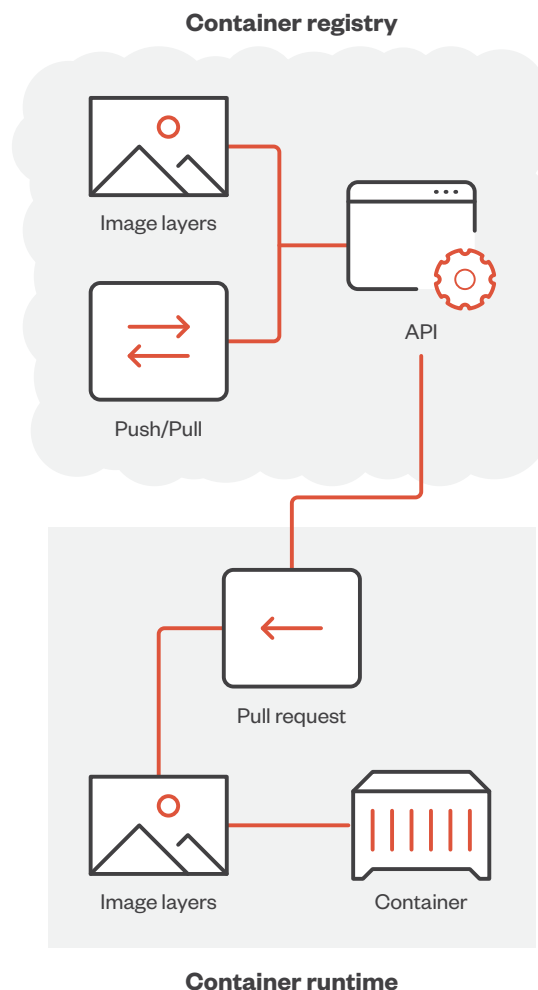 Container registry
Image layers
API
Push/Pull
Pull request
Image layers
Container
Container runtime